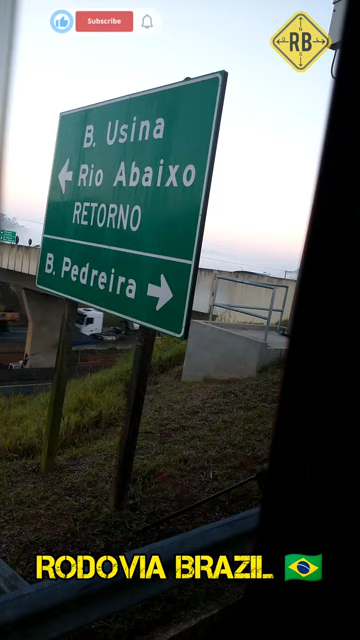 Subscribe
RB
B. Usina
Rio Abaixo
RETORNO
B. Pedreira
RODOVIA BRAZIL